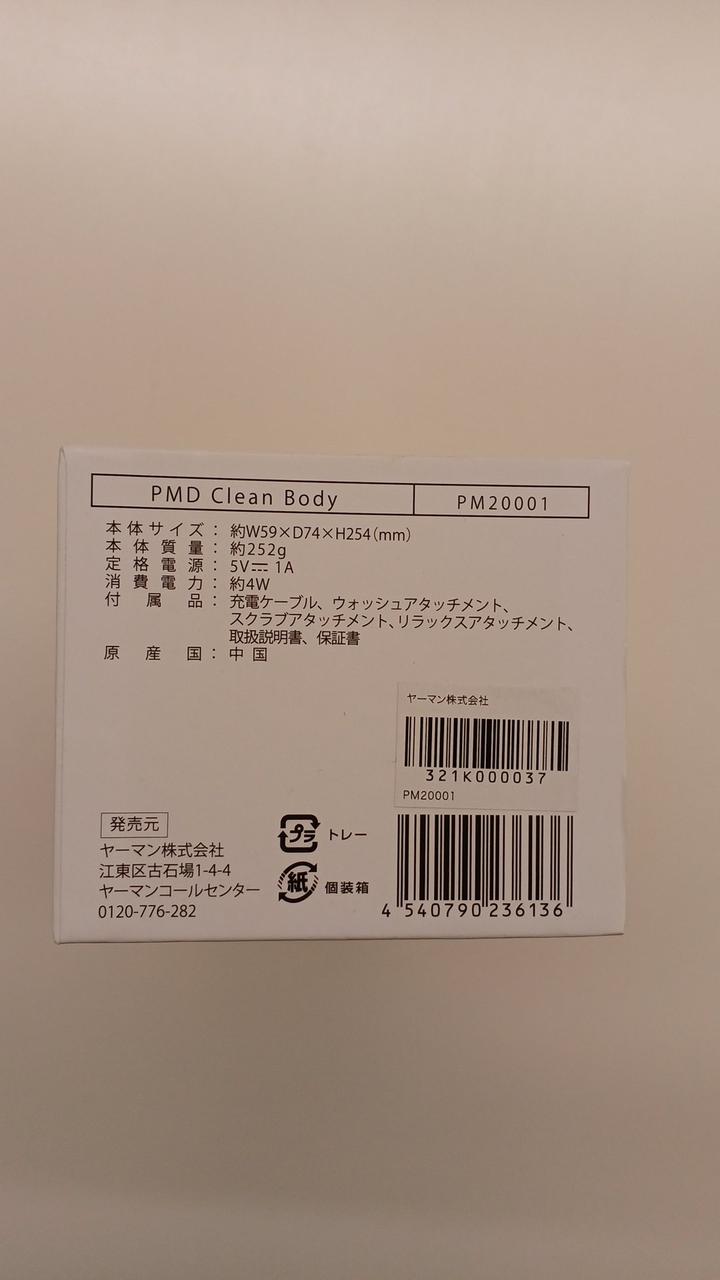 PMD Clean Body PM20001
本体サイズ：約W59×D74×H254(mm)
本体質量：約252g
定格電源：5V⎓1A
消費電力：約4W
付属品：充電ケーブル、ウォッシュアタッチメント、
スクラブアタッチメント、リラックスアタッチメント、
取扱説明書、保証書
原産国：中国
ヤーマン株式会社
321K000037
PM20001
発売元
ヤーマン株式会社
江東区古石場1-4-4
ヤーマンコールセンター
0120-776-282
プラ トレー
紙 個装箱
4 540790 236136